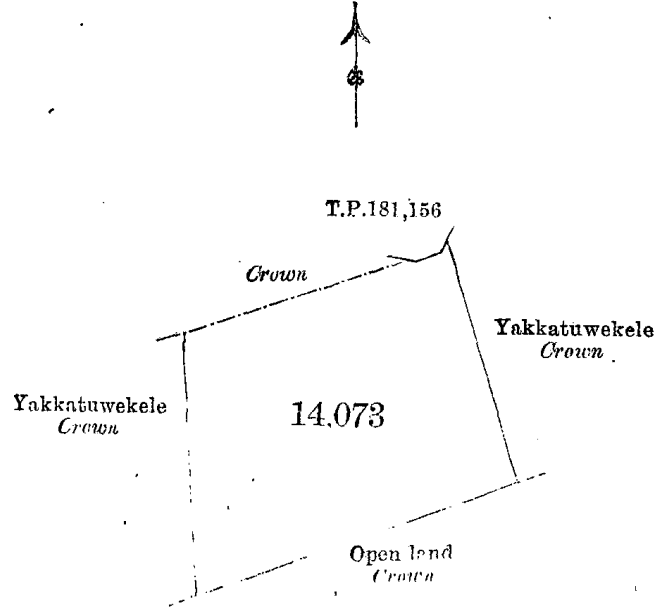 T.P.181,156
Crown
Yakkatuwekele
Crown
Yakkatuwekele
Crown
14,073
Open land
Crown